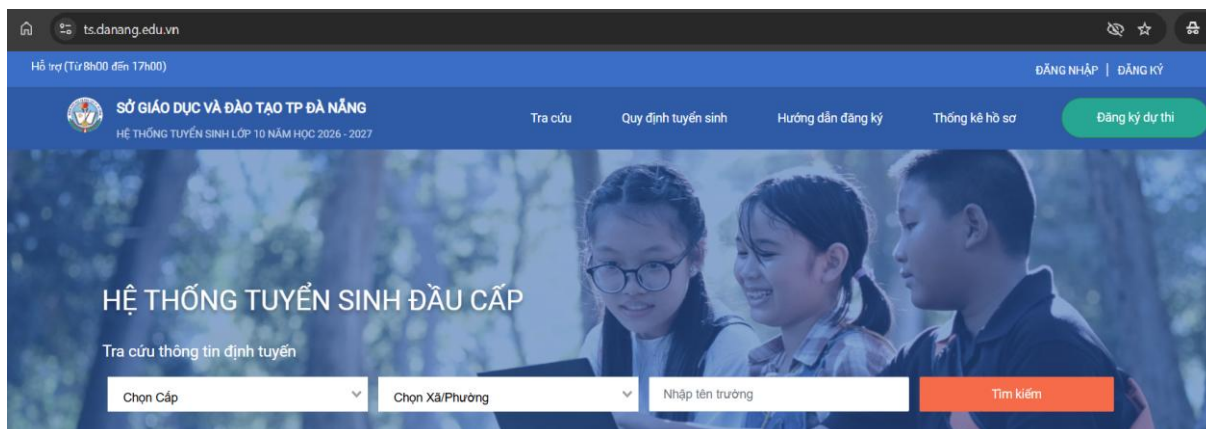 ts.danang.edu.vn
Hỗ trợ (Từ 8h00 đến 17h00)
ĐĂNG NHẬP | ĐĂNG KÝ
SỞ GIÁO DỤC VÀ ĐÀO TẠO TP ĐÀ NẴNG
HỆ THỐNG TUYỂN SINH LỚP 10 NĂM HỌC 2026 - 2027
Tra cứu Quy định tuyển sinh Hướng dẫn đăng ký Thống kê hồ sơ Đăng ký dự thi
HỆ THỐNG TUYỂN SINH ĐẦU CẤP
Tra cứu thông tin định tuyến
Chọn Cấp Chọn Xã/Phường Nhập tên trường Tìm kiếm